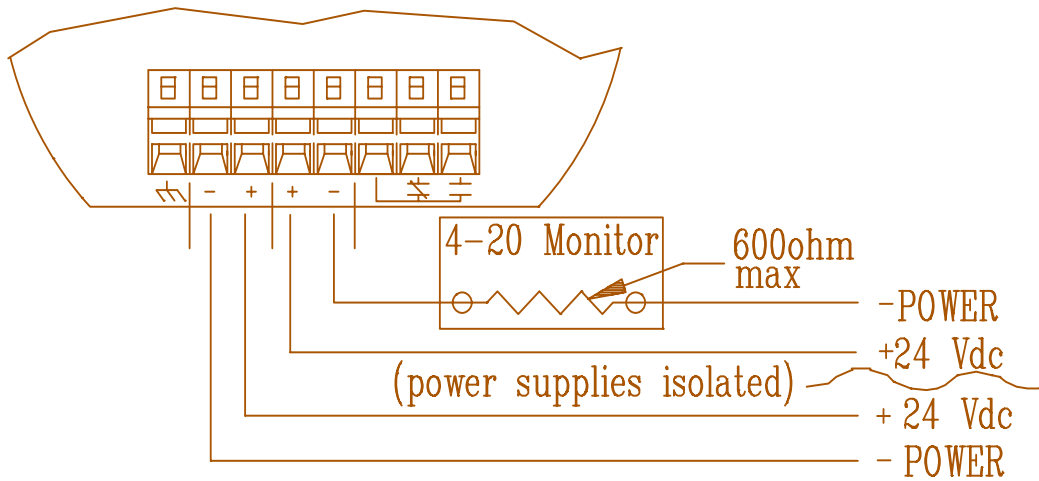 - + + -
4-20 Monitor
600ohm
max
-POWER
+24 Vdc
(power supplies isolated)
+ 24 Vdc
- POWER